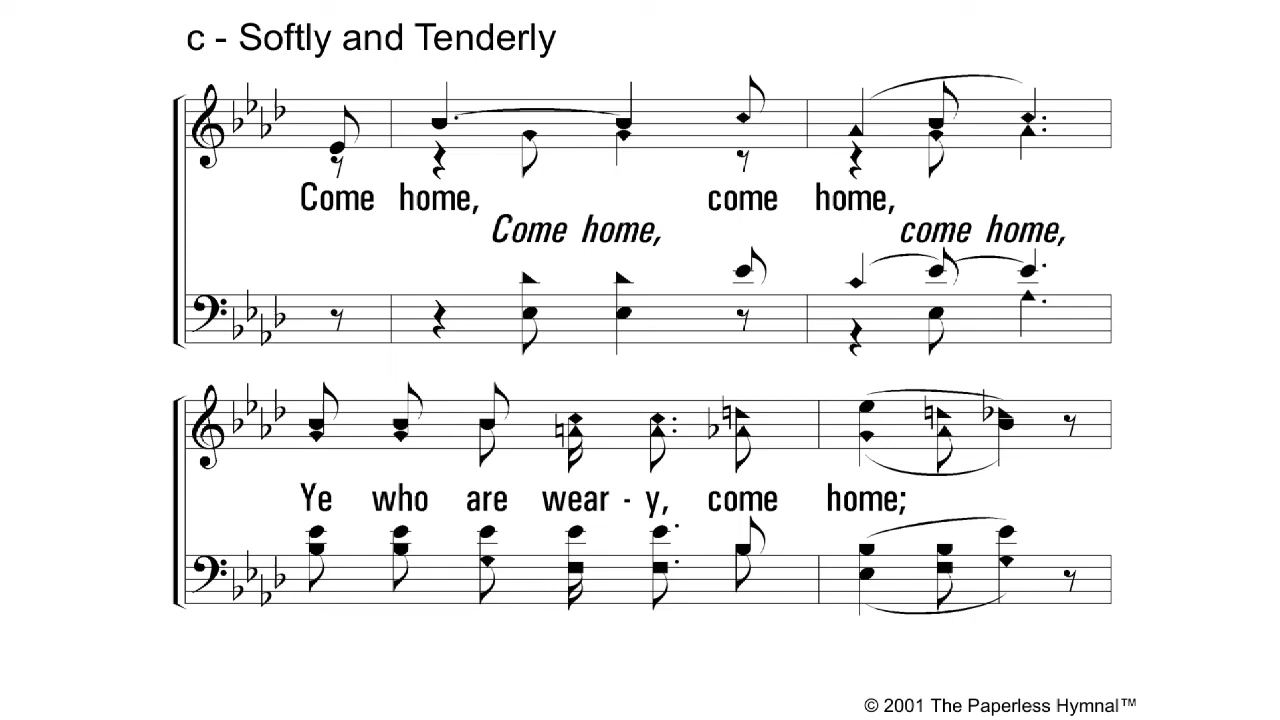 c - Softly and Tenderly
Come home, come home,
Come home, come home,
Ye who are wear - y, come home;
© 2001 The Paperless Hymnal™